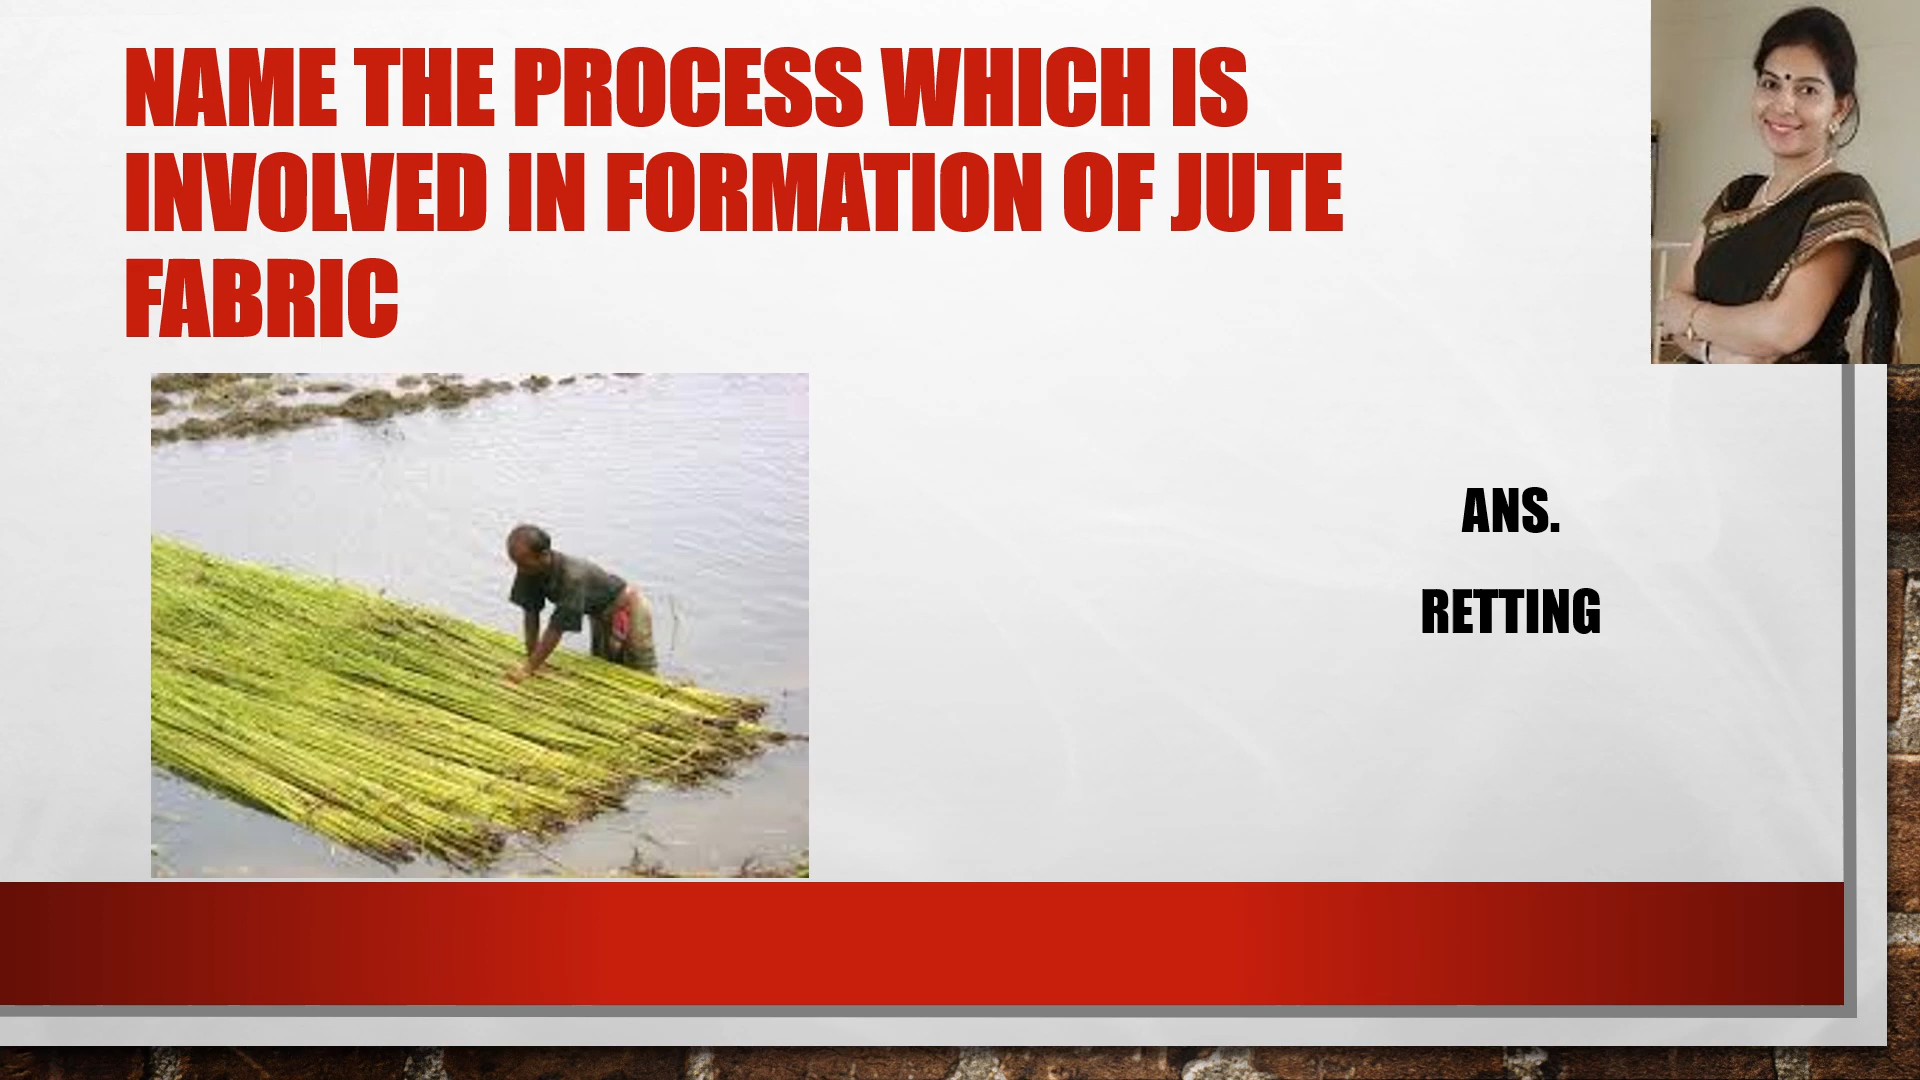 NAME THE PROCESS WHICH IS
INVOLVED IN FORMATION OF JUTE
FABRIC
ANS.
RETTING